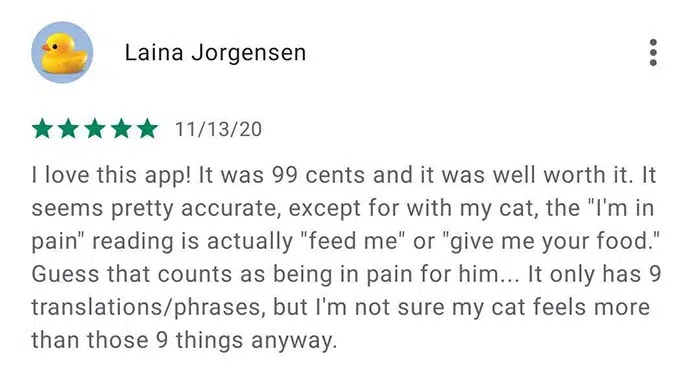 Laina Jorgensen
11/13/20
I love this app! It was 99 cents and it was well worth it. It
seems pretty accurate, except for with my cat, the "I'm in
pain" reading is actually "feed me" or "give me your food."
Guess that counts as being in pain for him... It only has 9
translations/phrases, but I'm not sure my cat feels more
than those 9 things anyway.